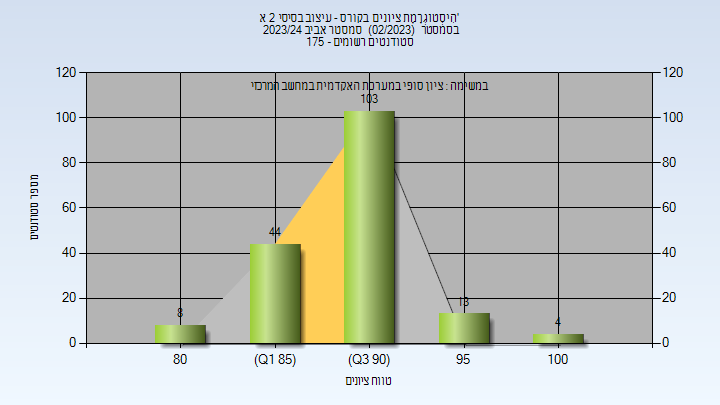 הִיסְטוֹגְרָמַת ציונים בקורס - עיצוב בסיסי 2 א'
בסמסטר (02/2023) סמסטר אביב 2023/24
סטודנטים רשומים - 175
במשימה : ציון סופי במערכת האקדמית במחשב המרכזי
120
100
80
60
40
20
0
120
100
80
60
40
20
0
מספר סטודנטים
8
44
103
13
4
80
(Q1 85)
(Q3 90)
95
100
טווח ציונים